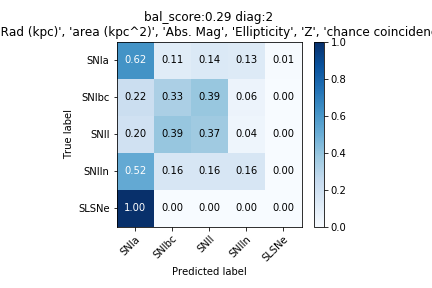 bal_score:0.29 diag:2
Rad (kpc)', 'area (kpc^2)', 'Abs. Mag', 'Ellipticity', 'Z', 'chance coinciden
True label
SNIa 0.62 0.11 0.14 0.13 0.01
SNIbc 0.22 0.33 0.39 0.06 0.00
SNII 0.20 0.39 0.37 0.04 0.00
SNIIn 0.52 0.16 0.16 0.16 0.00
SLSNe 1.00 0.00 0.00 0.00 0.00
SNIa SNIbc SNII SNIIn SLSNe
Predicted label
1.0
0.8
0.6
0.4
0.2
0.0